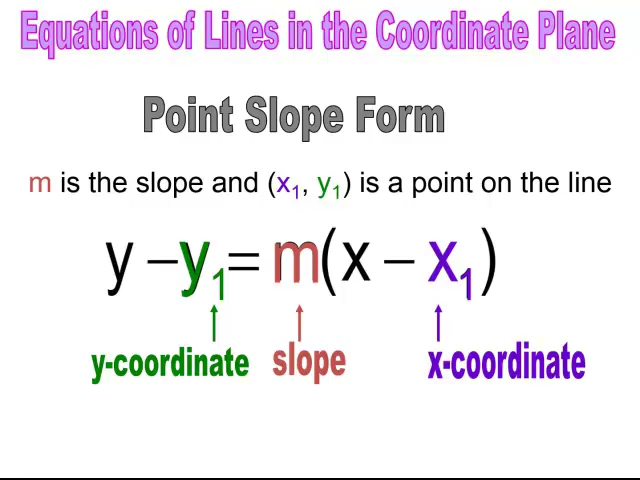 Equations of Lines in the Coordinate Plane
Point Slope Form
m is the slope and (x₁, y₁) is a point on the line
y – y₁ = m(x – x₁)
y-coordinate slope x-coordinate